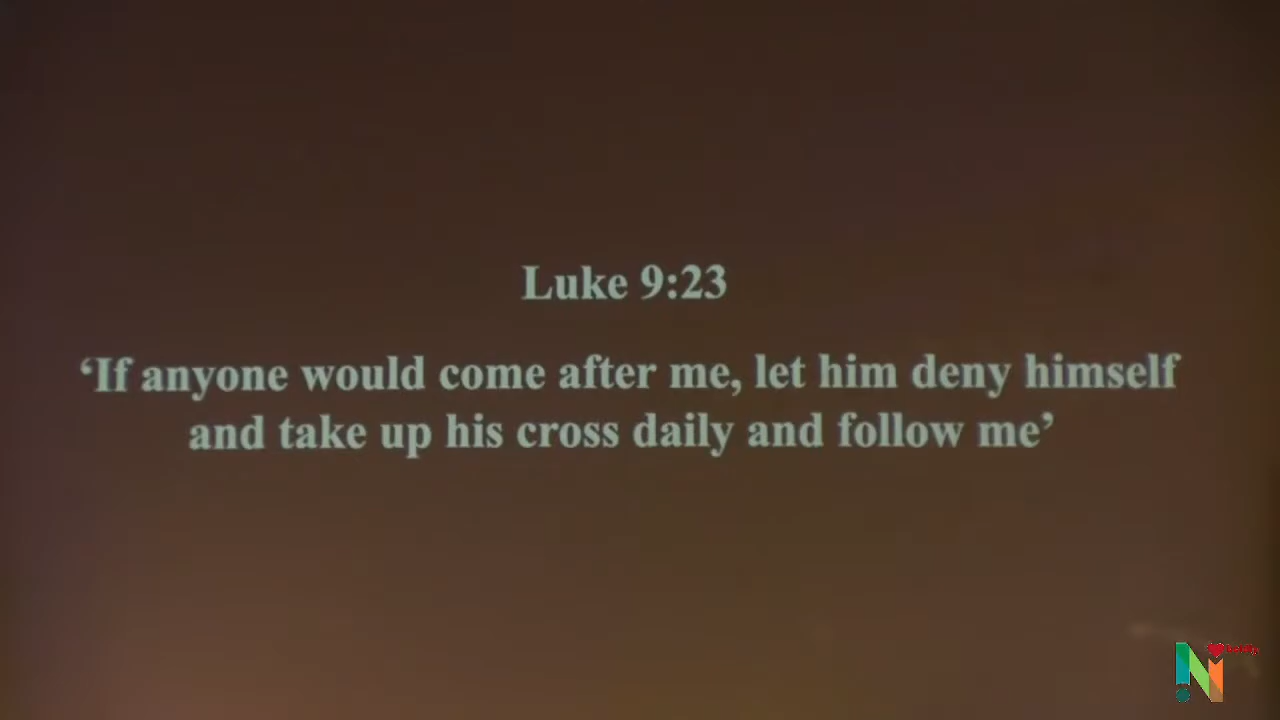 Luke 9:23
‘If anyone would come after me, let him deny himself
and take up his cross daily and follow me’